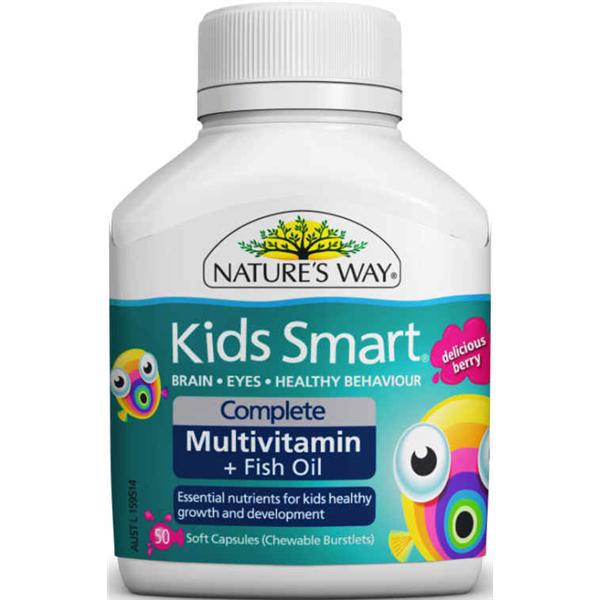 NATURE'S WAY®
Kids Smart®
delicious
berry
BRAIN • EYES • HEALTHY BEHAVIOUR
Complete
Multivitamin
+ Fish Oil
Essential nutrients for kids healthy
growth and development
50 Soft Capsules (Chewable Burstlets)
AUST L 159514